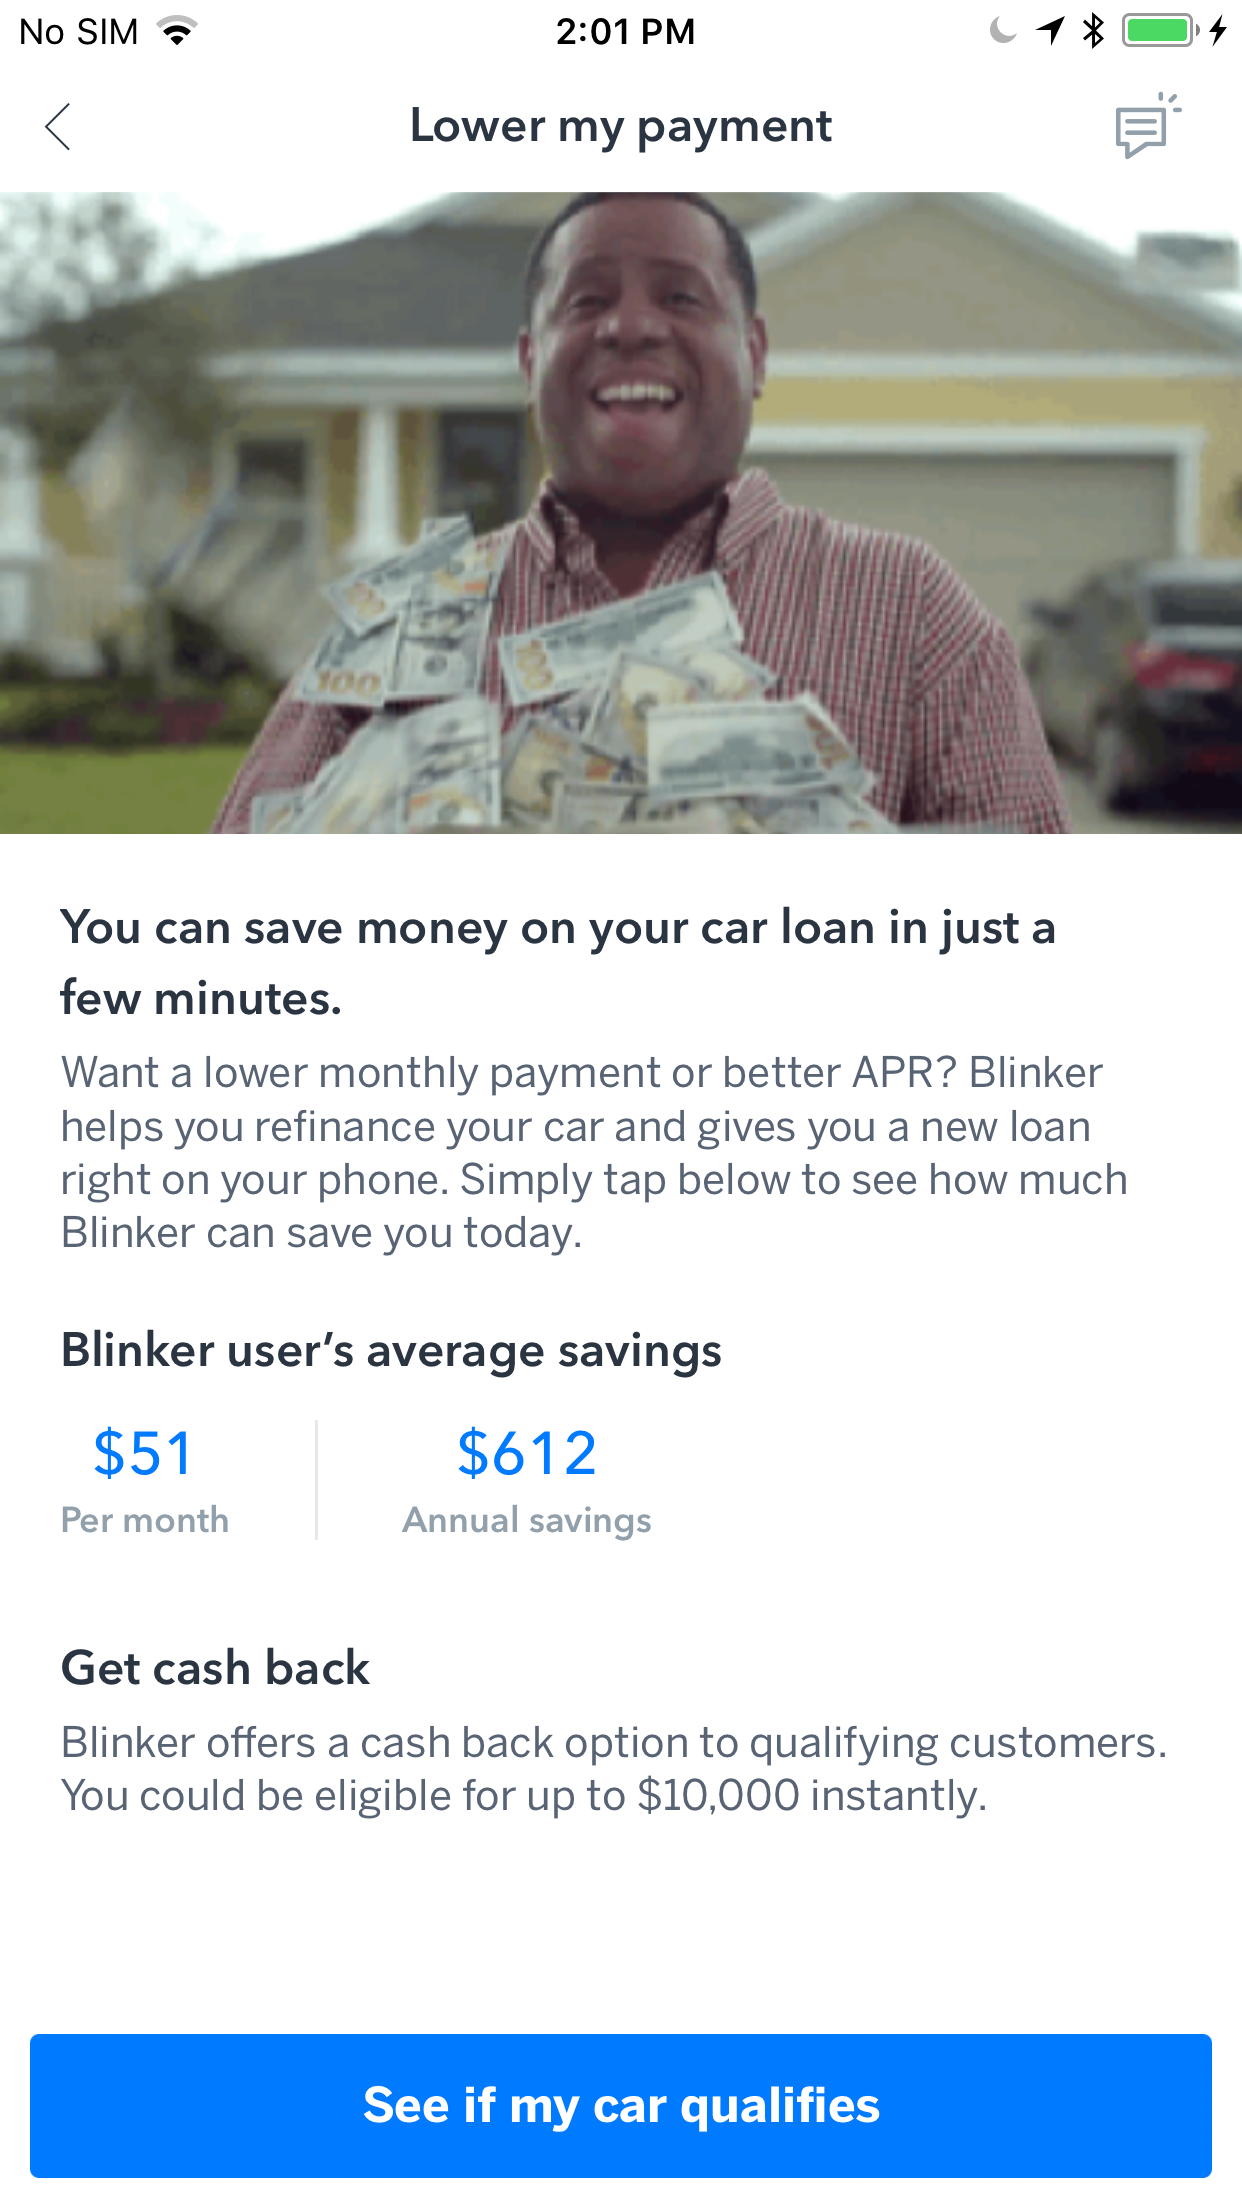 No SIM 2:01 PM
Lower my payment
100
100
100
You can save money on your car loan in just a
few minutes.
Want a lower monthly payment or better APR? Blinker
helps you refinance your car and gives you a new loan
right on your phone. Simply tap below to see how much
Blinker can save you today.
Blinker user’s average savings
$51 $612
Per month Annual savings
Get cash back
Blinker offers a cash back option to qualifying customers.
You could be eligible for up to $10,000 instantly.
See if my car qualifies